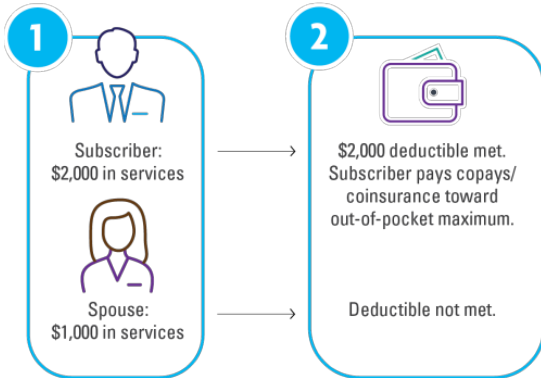 1
Subscriber:
$2,000 in services
Spouse:
$1,000 in services
2
$2,000 deductible met.
Subscriber pays copays/
coinsurance toward
out-of-pocket maximum.
Deductible not met.